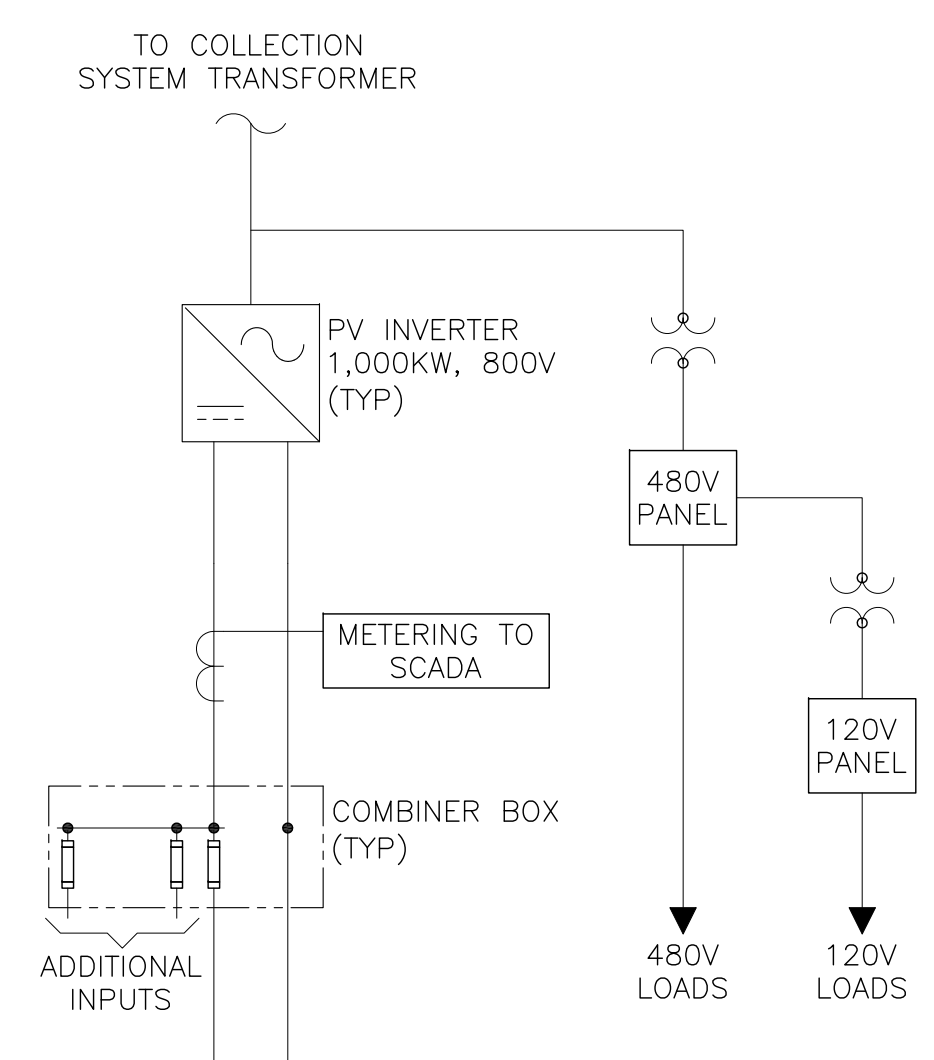 TO COLLECTION
SYSTEM TRANSFORMER
PV INVERTER
1,000KW, 800V
(TYP)
480V
PANEL
METERING TO
SCADA
120V
PANEL
COMBINER BOX
(TYP)
ADDITIONAL
INPUTS
480V
LOADS
120V
LOADS